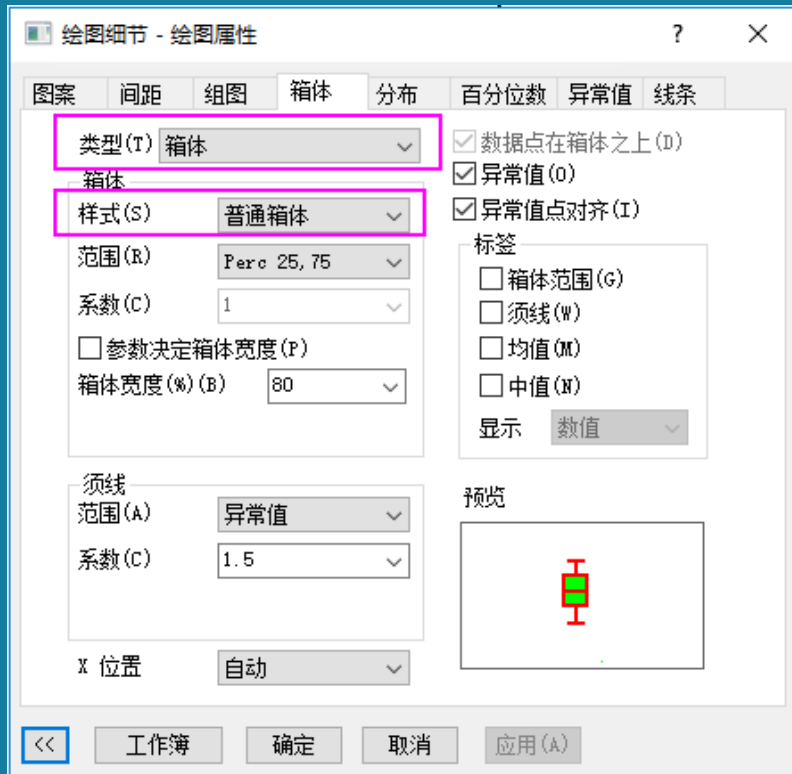 绘图细节 - 绘图属性
?
图案 间距 组图 箱体 分布 百分位数 异常值 线条
类型(T) 箱体
箱体
样式(S) 普通箱体
范围(R) Perc 25,75
系数(C) 1
参数决定箱体宽度(P)
箱体宽度(%)(B) 80
须线
范围(A) 异常值
系数(C) 1.5
X 位置 自动
数据点在箱体之上(D)
异常值(O)
异常值点对齐(I)
标签
箱体范围(G)
须线(W)
均值(M)
中值(N)
显示 数值
预览
<< 工作簿 确定 取消 应用(A)